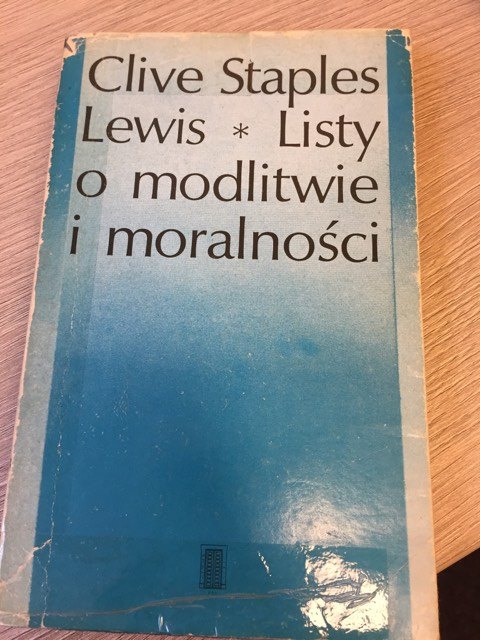 Clive Staples
Lewis * Listy
o modlitwie
i moralności